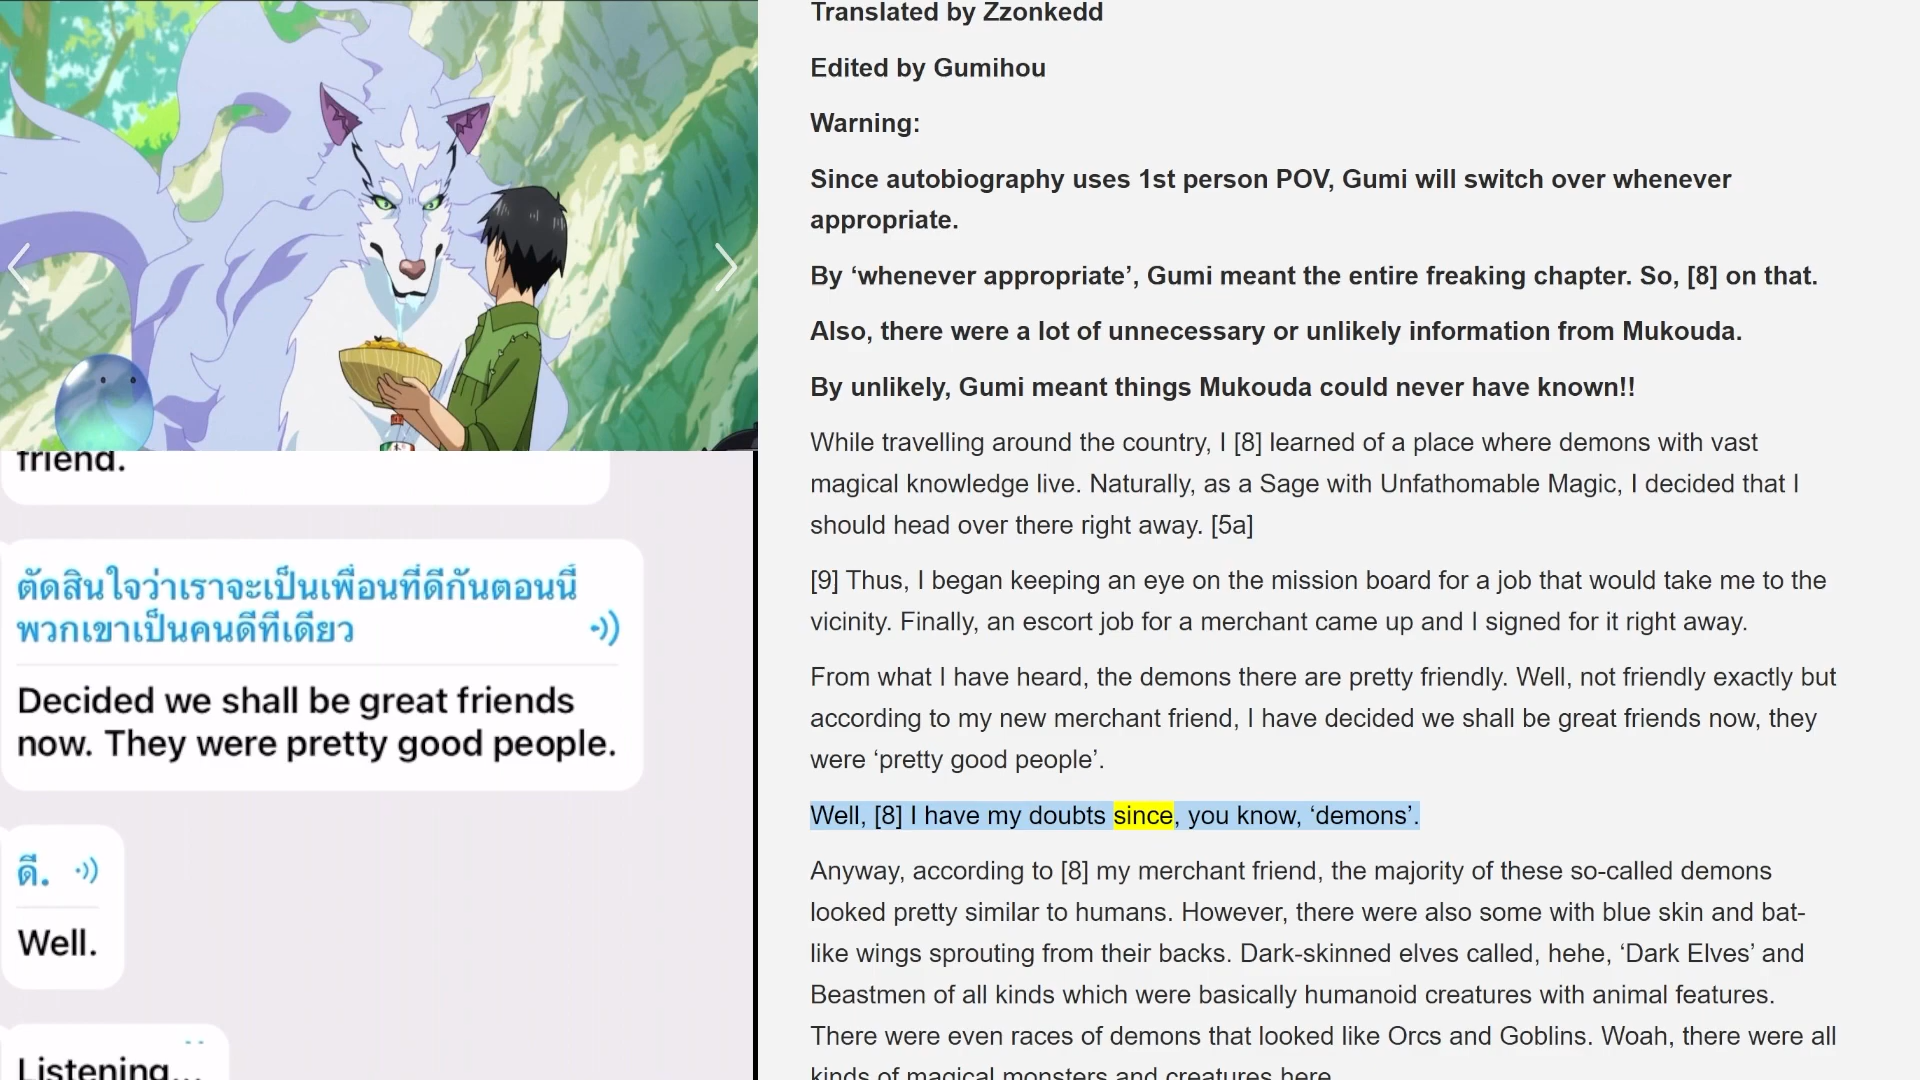 friend.
ตัดสินใจว่าเราจะเป็นเพื่อนที่ดีกันตอนนี้
พวกเขาเป็นคนดีทีเดียว
Decided we shall be great friends
now. They were pretty good people.
ดี.
Well.
Listening...
Translated by Zzonkedd
Edited by Gumihou
Warning:
Since autobiography uses 1st person POV, Gumi will switch over whenever
appropriate.
By ‘whenever appropriate’, Gumi meant the entire freaking chapter. So, [8] on that.
Also, there were a lot of unnecessary or unlikely information from Mukouda.
By unlikely, Gumi meant things Mukouda could never have known!!
While travelling around the country, I [8] learned of a place where demons with vast
magical knowledge live. Naturally, as a Sage with Unfathomable Magic, I decided that I
should head over there right away. [5a]
[9] Thus, I began keeping an eye on the mission board for a job that would take me to the
vicinity. Finally, an escort job for a merchant came up and I signed for it right away.
From what I have heard, the demons there are pretty friendly. Well, not friendly exactly but
according to my new merchant friend, I have decided we shall be great friends now, they
were ‘pretty good people’.
Well, [8] I have my doubts since, you know, ‘demons’.
Anyway, according to [8] my merchant friend, the majority of these so-called demons
looked pretty similar to humans. However, there were also some with blue skin and bat-
like wings sprouting from their backs. Dark-skinned elves called, hehe, ‘Dark Elves’ and
Beastmen of all kinds which were basically humanoid creatures with animal features.
There were even races of demons that looked like Orcs and Goblins. Woah, there were all
kinds of magical monsters and creatures here.